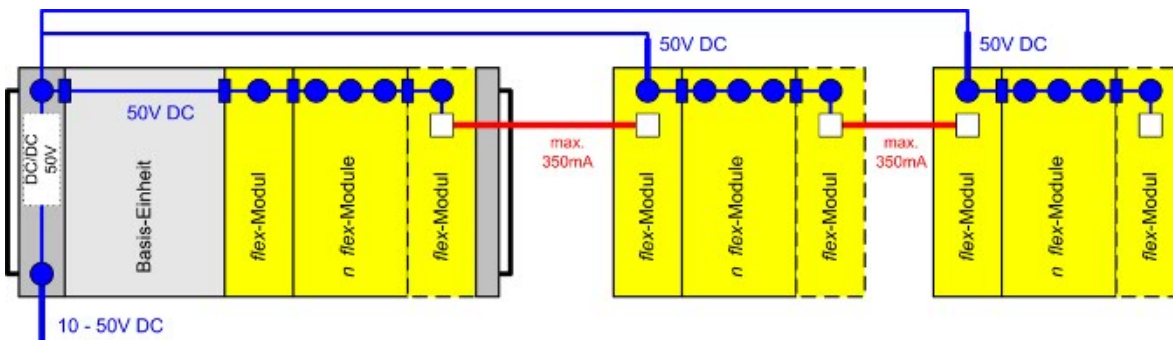 50V DC
50V DC
50V DC
DC/DC
50V
Basis-Einheit
flex-Modul
n flex-Module
flex-Modul
max.
350mA
flex-Modul
n flex-Module
flex-Modul
max.
350mA
flex-Modul
n flex-Module
flex-Modul
10 - 50V DC